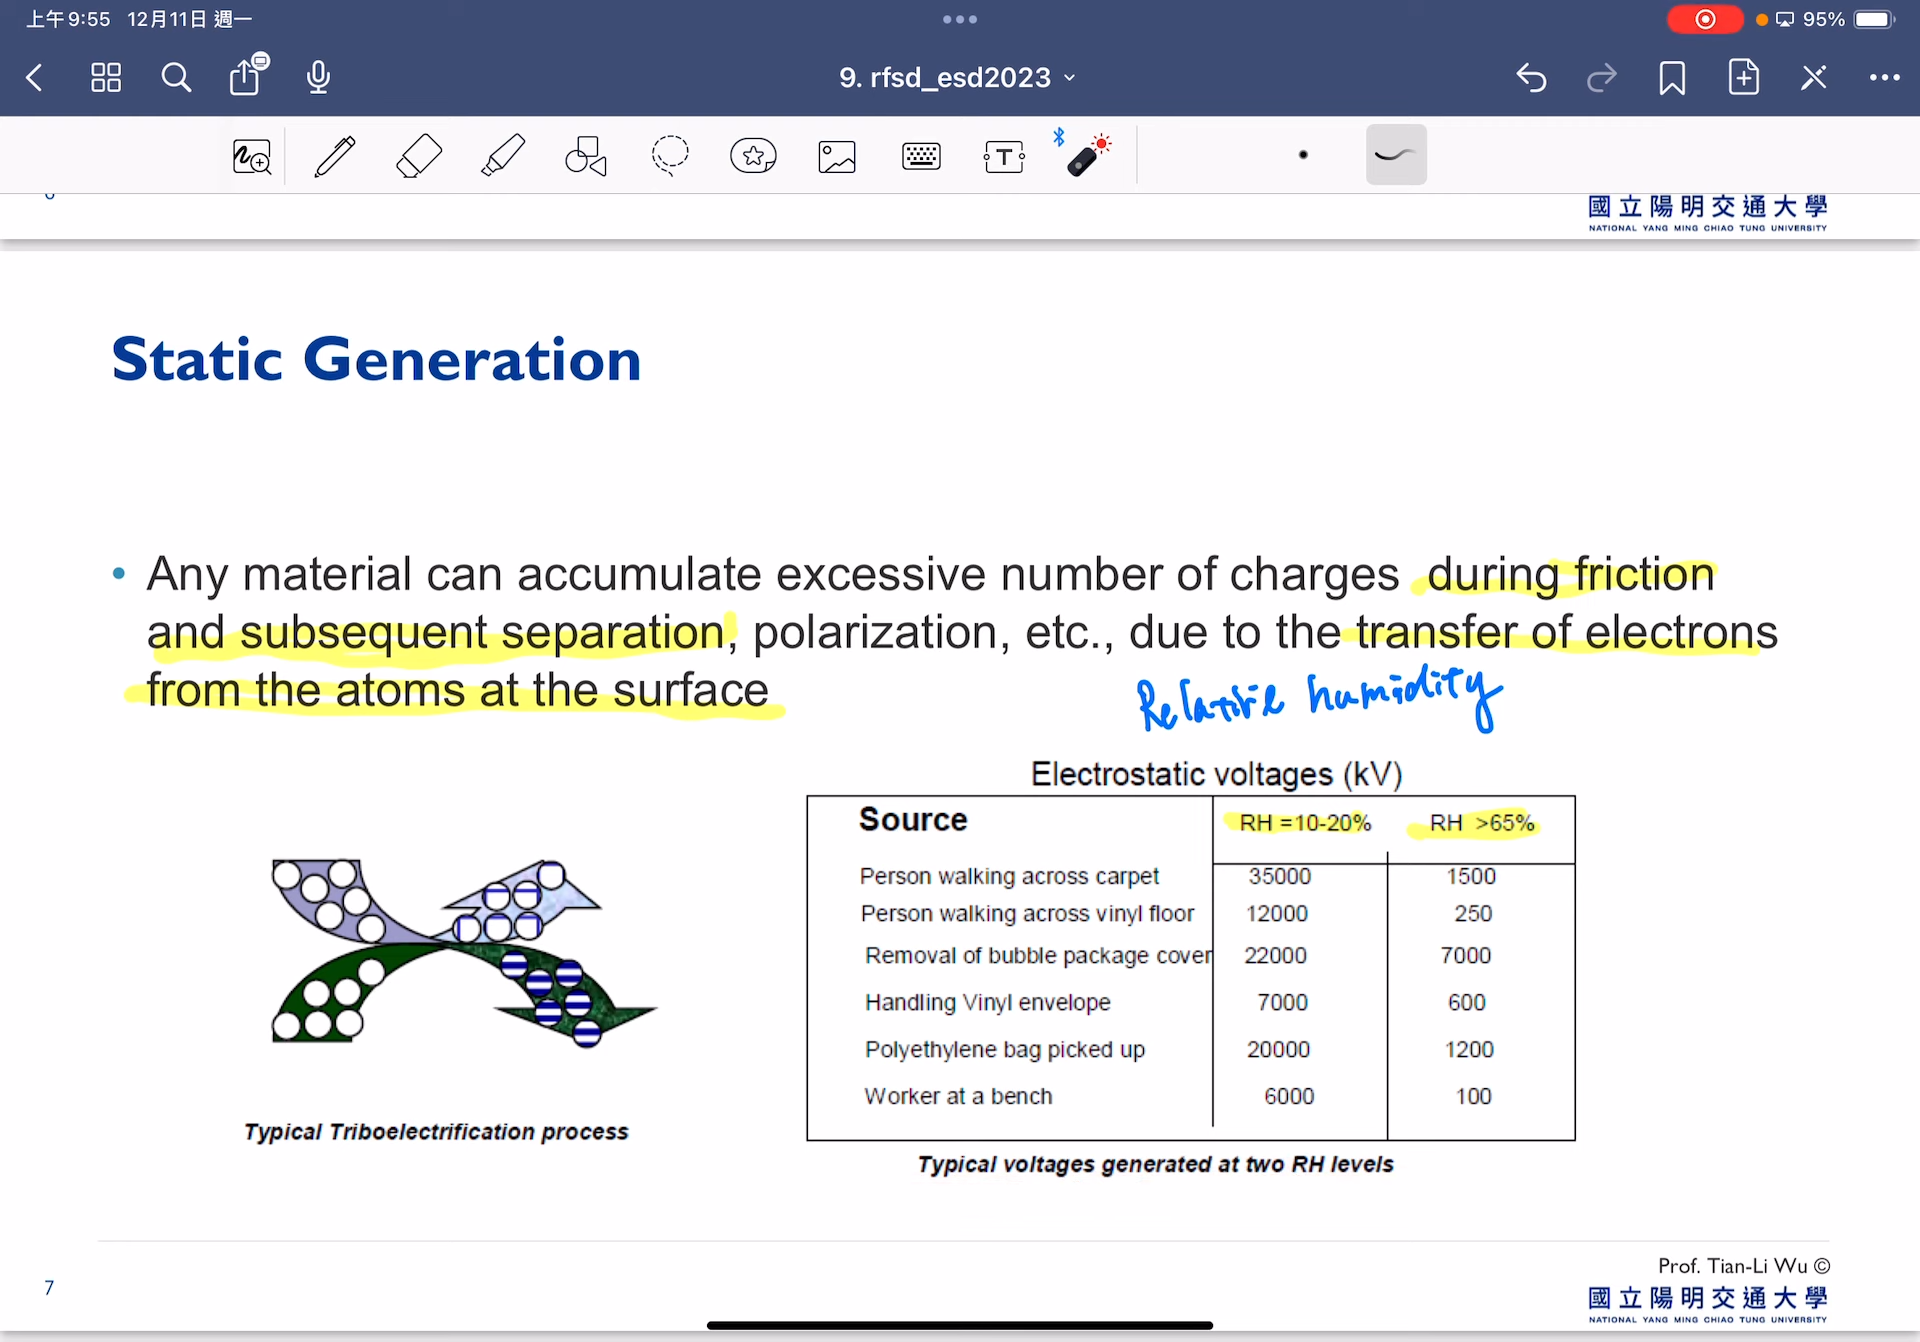 上午9:55 12月11日 週一
95%
9. rfsd_esd2023
T
國立陽明交通大學
NATIONAL YANG MING CHIAO TUNG UNIVERSITY
Static Generation
• Any material can accumulate excessive number of charges during friction
and subsequent separation, polarization, etc., due to the transfer of electrons
from the atoms at the surface
Relative humidity
Electrostatic voltages (kV)
Source RH =10-20% RH >65%
Person walking across carpet 35000 1500
Person walking across vinyl floor 12000 250
Removal of bubble package cover 22000 7000
Handling Vinyl envelope 7000 600
Polyethylene bag picked up 20000 1200
Worker at a bench 6000 100
Typical Triboelectrification process
Typical voltages generated at two RH levels
Prof. Tian-Li Wu ©
7
國立陽明交通大學
NATIONAL YANG MING CHIAO TUNG UNIVERSITY